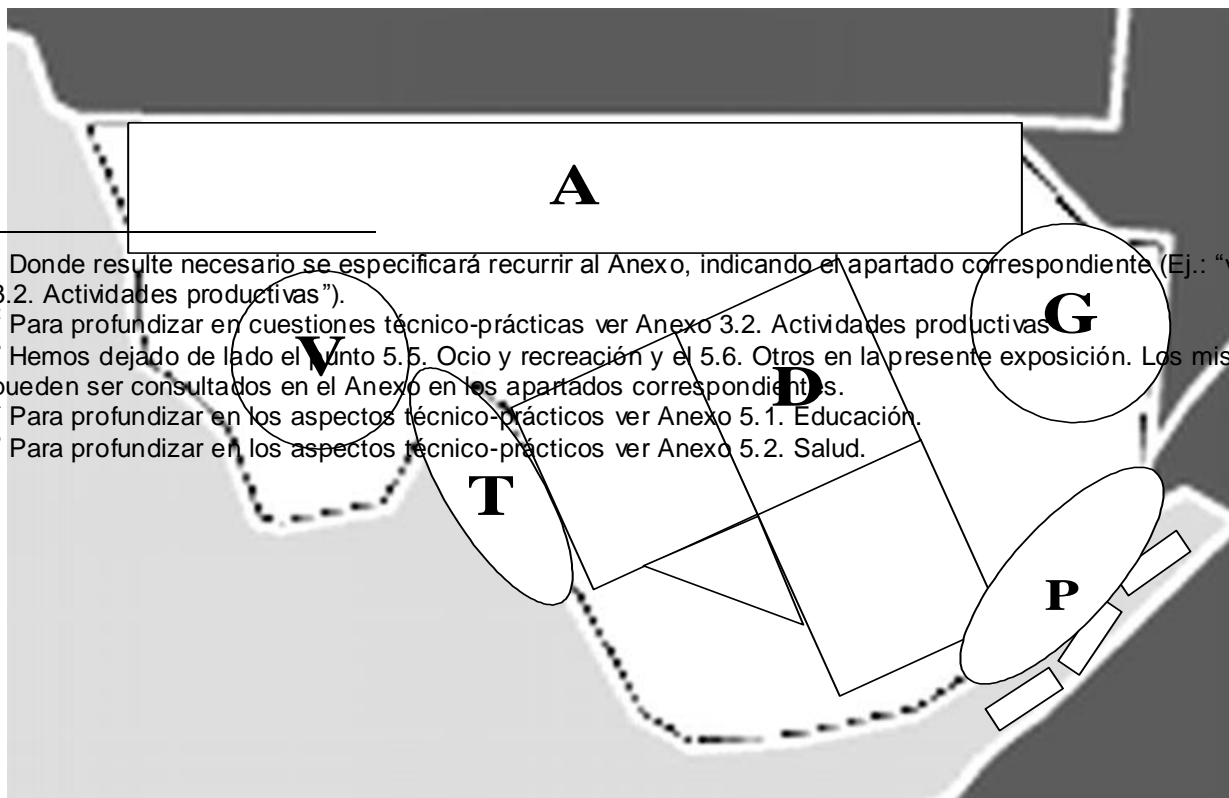 A
Donde resulte necesario se especificará recurrir al Anexo, indicando el apartado correspondiente (Ej.: “v
3.2. Actividades productivas”).
Para profundizar en cuestiones técnico-prácticas ver Anexo 3.2. Actividades productivas
G
Hemos dejado de lado el punto 5.5. Ocio y recreación y el 5.6. Otros en la presente exposición. Los mis
V
pueden ser consultados en el Anexo en los apartados correspondientes.
D
Para profundizar en los aspectos técnico-prácticos ver Anexo 5.1. Educación.
Para profundizar en los aspectos técnico-prácticos ver Anexo 5.2. Salud.
T
P